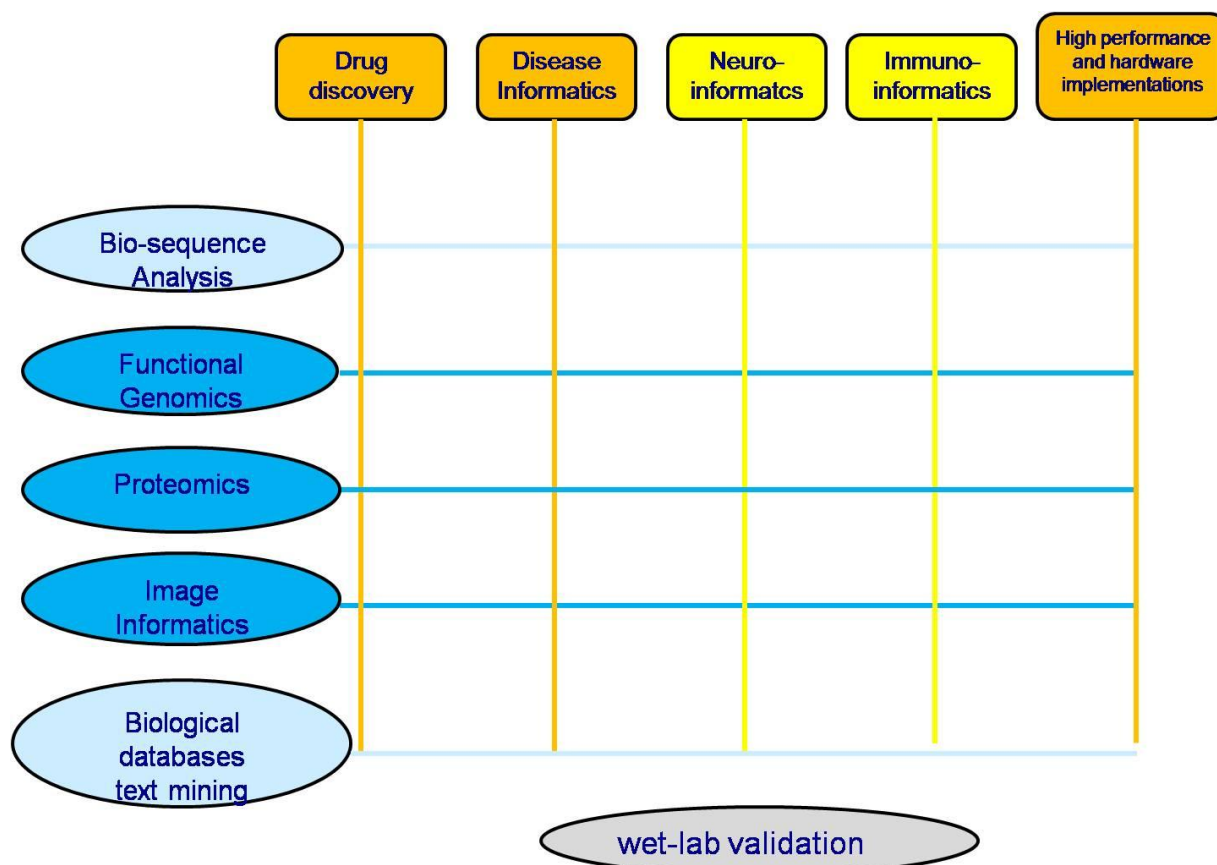 Drug
discovery
Disease
Informatics
Neuro-
informatcs
Immuno-
informatics
High performance
and hardware
implementations
Bio-sequence
Analysis
Functional
Genomics
Proteomics
Image
Informatics
Biological
databases
text mining
wet-lab validation